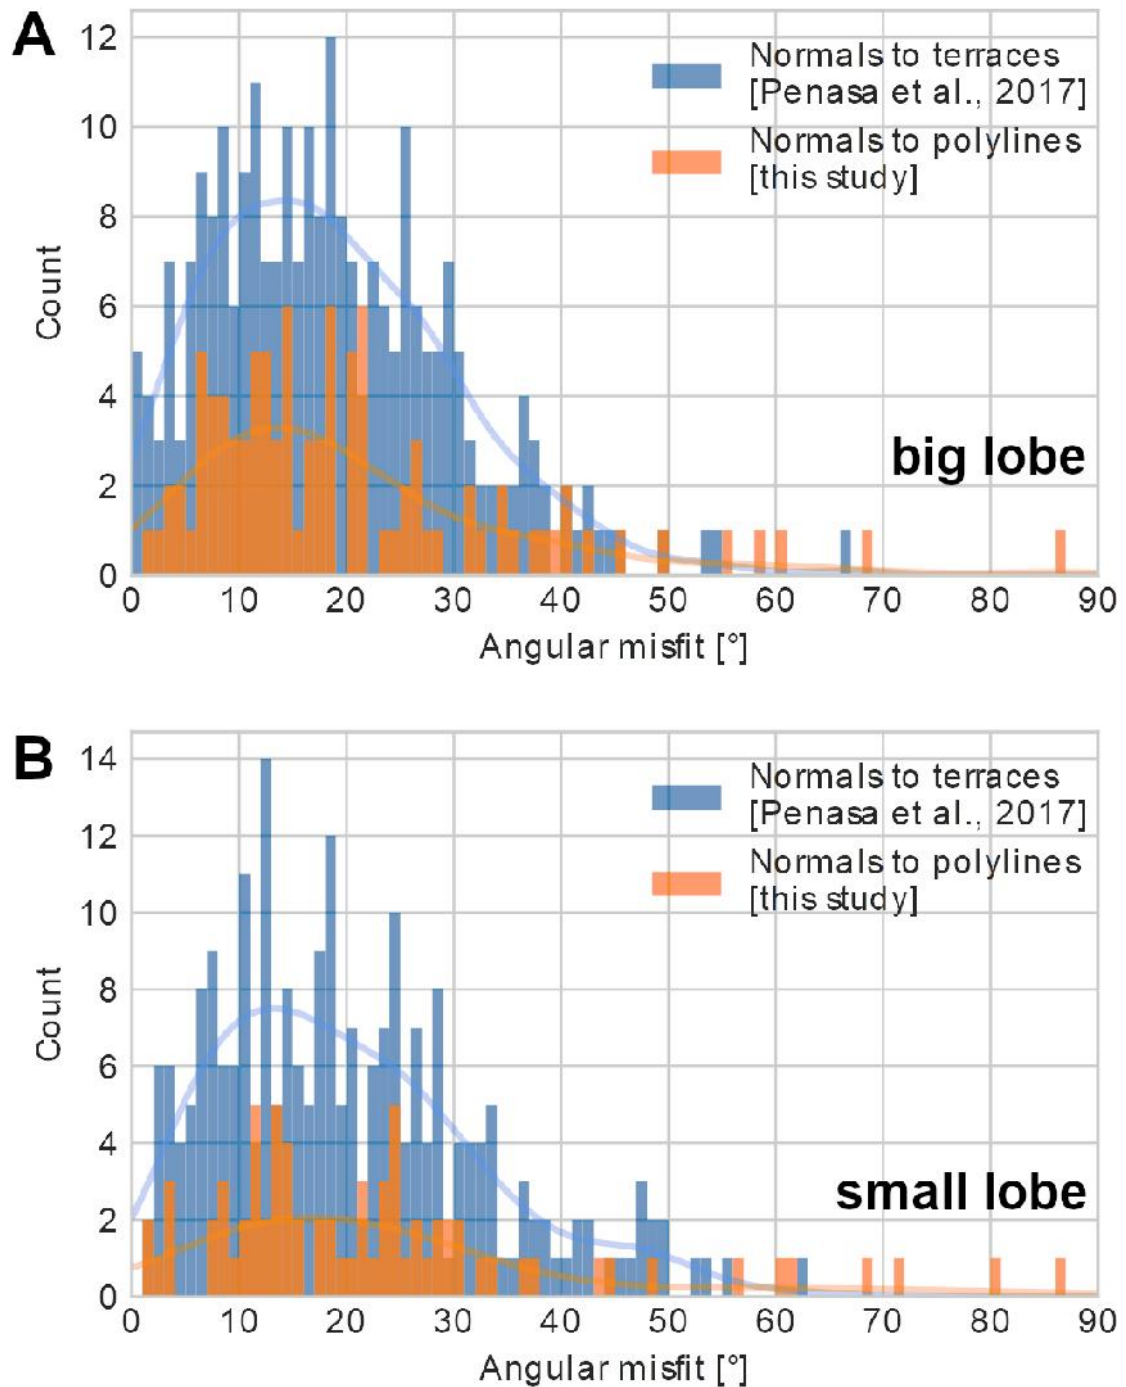 A
12
10
8
6
4
2
0
Count
Normals to terraces
[Penasa et al., 2017]
Normals to polylines
[this study]
big lobe
0 10 20 30 40 50 60 70 80 90
Angular misfit [°]
B
14
12
10
8
6
4
2
0
Count
Normals to terraces
[Penasa et al., 2017]
Normals to polylines
[this study]
small lobe
0 10 20 30 40 50 60 70 80 90
Angular misfit [°]